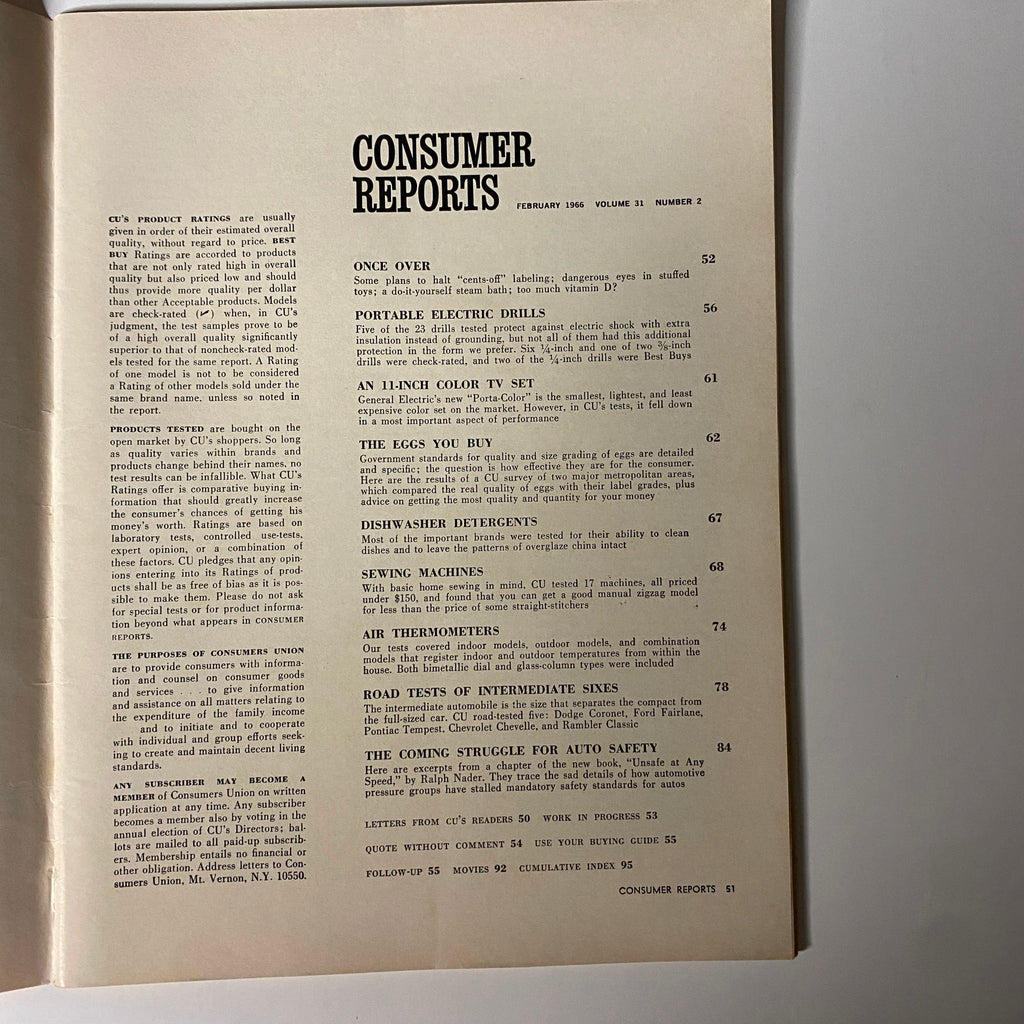 CU'S PRODUCT RATINGS are usually
given in order of their estimated overall
quality, without regard to price. BEST
BUY Ratings are accorded to products
that are not only rated high in overall
quality but also priced low and should
thus provide more quality per dollar
than other Acceptable products. Models
are check-rated (✓) when, in CU's
judgment, the test samples prove to be
of a high overall quality significantly
superior to that of noncheck-rated mod-
els tested for the same report. A Rating
of one model is not to be considered
a Rating of other models sold under the
same brand name, unless so noted in
the report.
PRODUCTS TESTED are bought on the
open market by CU's shoppers. So long
as quality varies within brands and
products change behind their names, no
test results can be infallible. What CU's
Ratings offer is comparative buying in-
formation that should greatly increase
the consumer's chances of getting his
money's worth. Ratings are based on
laboratory tests, controlled use-tests,
expert opinion, or a combination of
these factors. CU pledges that any opin-
ions entering into its Ratings of prod-
ucts shall be as free of bias as it is pos-
sible to make them. Please do not ask
for special tests or for product informa-
tion beyond what appears in CONSUMER
REPORTS.
THE PURPOSES OF CONSUMERS UNION
are to provide consumers with informa-
tion and counsel on consumer goods
and services . . . to give information
and assistance on all matters relating to
the expenditure of the family income
and to initiate and to cooperate
with individual and group efforts seek-
ing to create and maintain decent living
standards.
ANY SUBSCRIBER MAY BECOME A
MEMBER of Consumers Union on written
application at any time. Any subscriber
becomes a member also by voting in the
annual election of CU's Directors; bal-
lots are mailed to all paid-up subscrib-
ers. Membership entails no financial or
other obligation. Address letters to Con-
sumers Union, Mt. Vernon, N.Y. 10550.
CONSUMER
REPORTS FEBRUARY 1966 VOLUME 31 NUMBER 2
ONCE OVER 52
Some plans to halt "cents-off" labeling; dangerous eyes in stuffed
toys; a do-it-yourself steam bath; too much vitamin D?
PORTABLE ELECTRIC DRILLS 56
Five of the 23 drills tested protect against electric shock with extra
insulation instead of grounding, but not all of them had this additional
protection in the form we prefer. Six ¼-inch and one of two ⅜-inch
drills were check-rated, and two of the ¼-inch drills were Best Buys
AN 11-INCH COLOR TV SET 61
General Electric's new "Porta-Color" is the smallest, lightest, and least
expensive color set on the market. However, in CU's tests, it fell down
in a most important aspect of performance
THE EGGS YOU BUY 62
Government standards for quality and size grading of eggs are detailed
and specific; the question is how effective they are for the consumer.
Here are the results of a CU survey of two major metropolitan areas,
which compared the real quality of eggs with their label grades, plus
advice on getting the most quality and quantity for your money
DISHWASHER DETERGENTS 67
Most of the important brands were tested for their ability to clean
dishes and to leave the patterns of overglaze china intact
SEWING MACHINES 68
With basic home sewing in mind, CU tested 17 machines, all priced
under $150, and found that you can get a good manual zigzag model
for less than the price of some straight-stitchers
AIR THERMOMETERS 74
Our tests covered indoor models, outdoor models, and combination
models that register indoor and outdoor temperatures from within the
house. Both bimetallic dial and glass-column types were included
ROAD TESTS OF INTERMEDIATE SIXES 78
The intermediate automobile is the size that separates the compact from
the full-sized car. CU road-tested five: Dodge Coronet, Ford Fairlane,
Pontiac Tempest, Chevrolet Chevelle, and Rambler Classic
THE COMING STRUGGLE FOR AUTO SAFETY 84
Here are excerpts from a chapter of the new book, "Unsafe at Any
Speed," by Ralph Nader. They trace the sad details of how automotive
pressure groups have stalled mandatory safety standards for autos
LETTERS FROM CU'S READERS 50 WORK IN PROGRESS 53
QUOTE WITHOUT COMMENT 54 USE YOUR BUYING GUIDE 55
FOLLOW-UP 55 MOVIES 92 CUMULATIVE INDEX 95
CONSUMER REPORTS 51